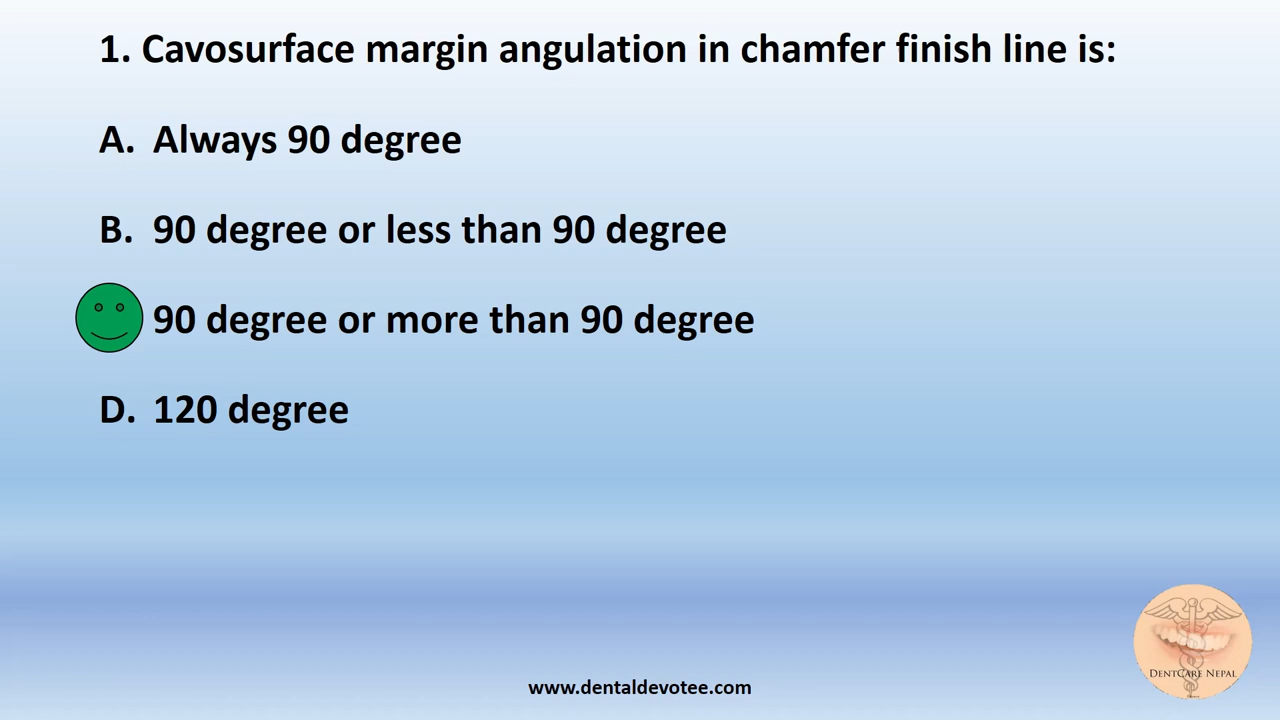 1. Cavosurface margin angulation in chamfer finish line is:
A. Always 90 degree
B. 90 degree or less than 90 degree
90 degree or more than 90 degree
D. 120 degree
DENTCARE NEPAL
www.dentaldevotee.com